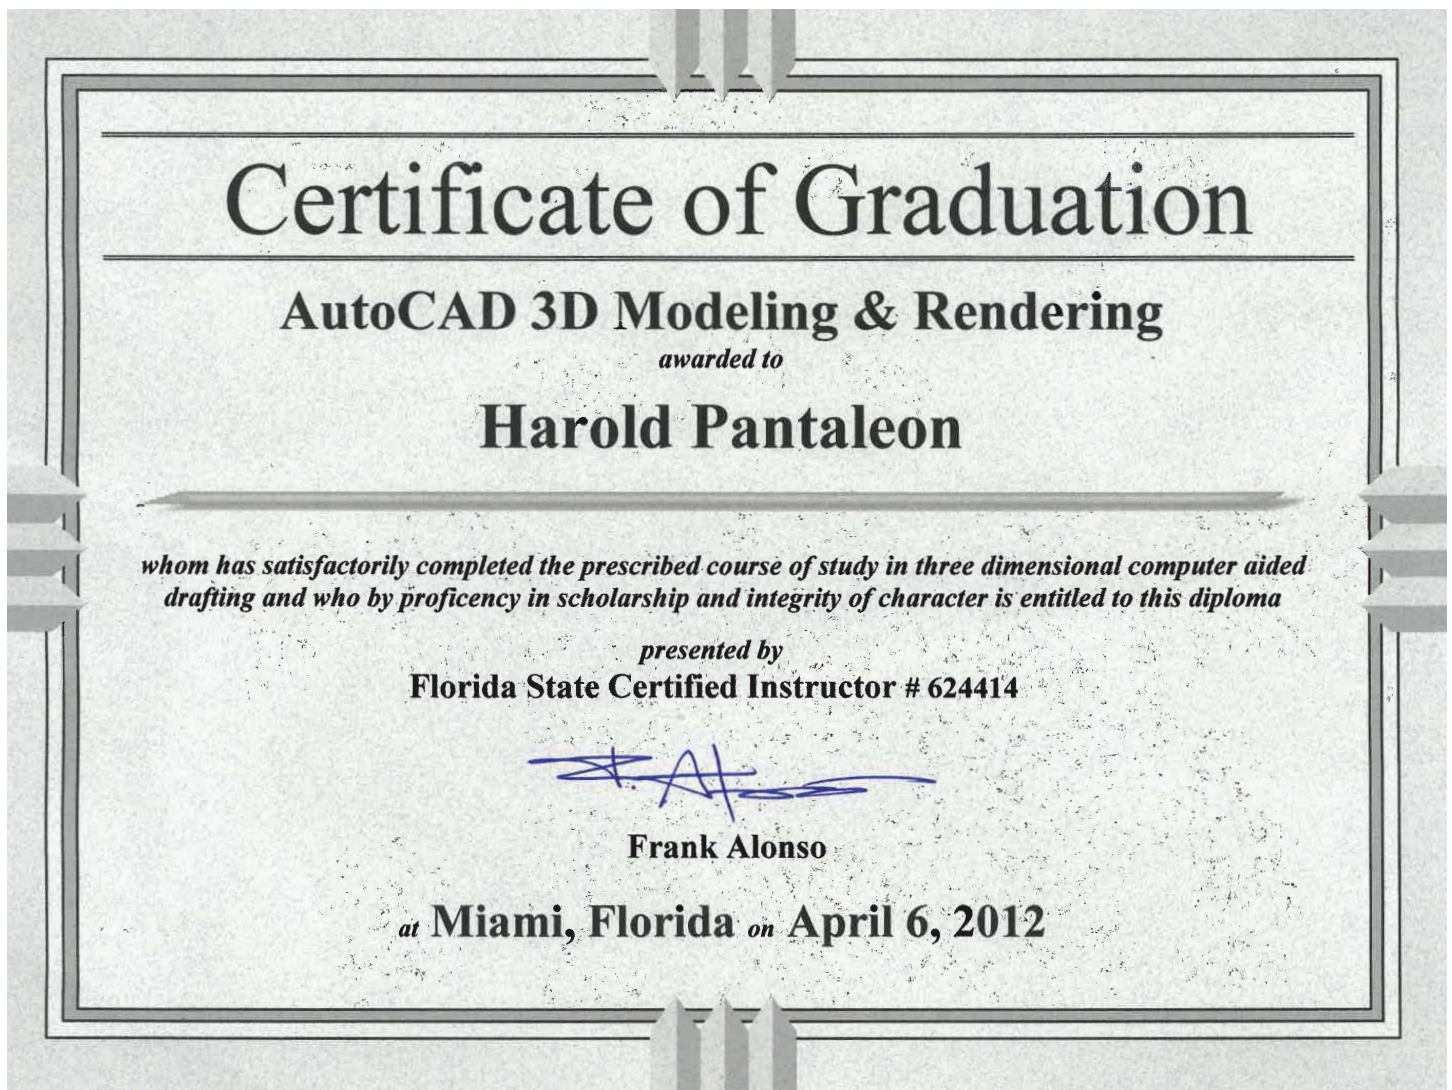 Certificate of Graduation
AutoCAD 3D Modeling & Rendering
awarded to
Harold Pantaleon
whom has satisfactorily completed the prescribed course of study in three dimensional computer aided
drafting and who by proficency in scholarship and integrity of character is entitled to this diploma
presented by
Florida State Certified Instructor # 624414
F. Alonso
Frank Alonso
at Miami, Florida on April 6, 2012